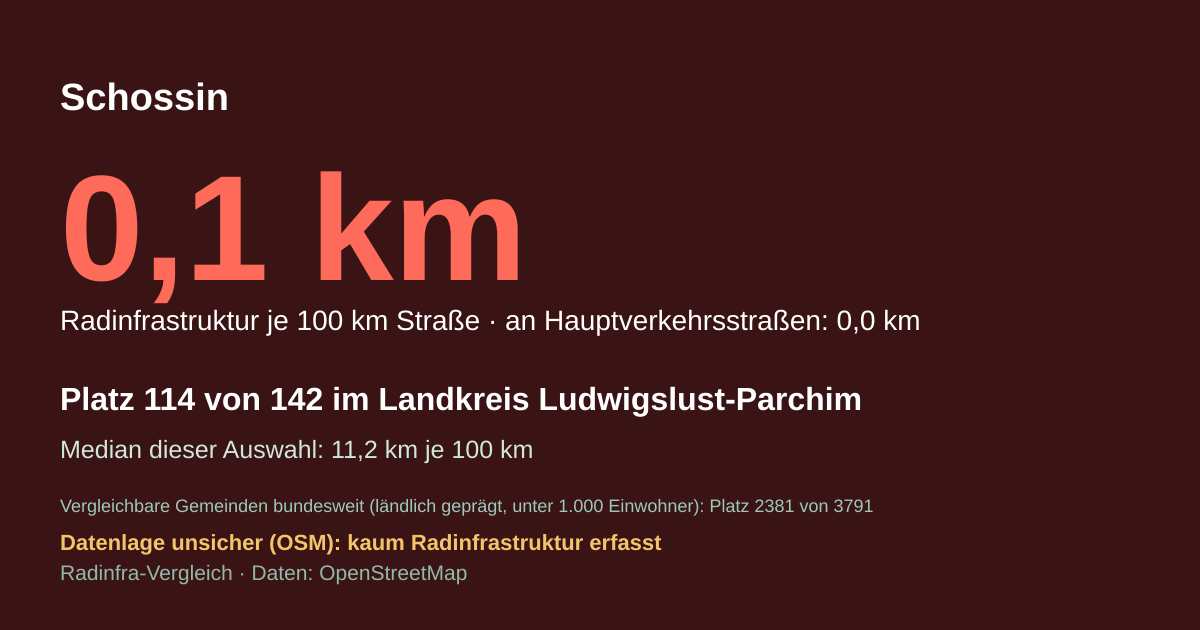 Schossin
0,1 km
Radinfrastruktur je 100 km Straße · an Hauptverkehrsstraßen: 0,0 km
Platz 114 von 142 im Landkreis Ludwigslust-Parchim
Median dieser Auswahl: 11,2 km je 100 km
Vergleichbare Gemeinden bundesweit (ländlich geprägt, unter 1.000 Einwohner): Platz 2381 von 3791
Datenlage unsicher (OSM): kaum Radinfrastruktur erfasst
Radinfra-Vergleich · Daten: OpenStreetMap